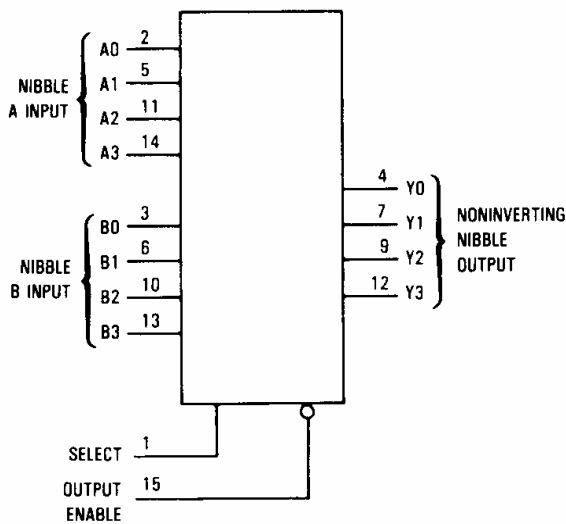 NIBBLE
A INPUT
A0 2
A1 5
A2 11
A3 14
NIBBLE
B INPUT
B0 3
B1 6
B2 10
B3 13
4 Y0
7 Y1
9 Y2
12 Y3
NONINVERTING
NIBBLE
OUTPUT
SELECT 1
OUTPUT 15
ENABLE